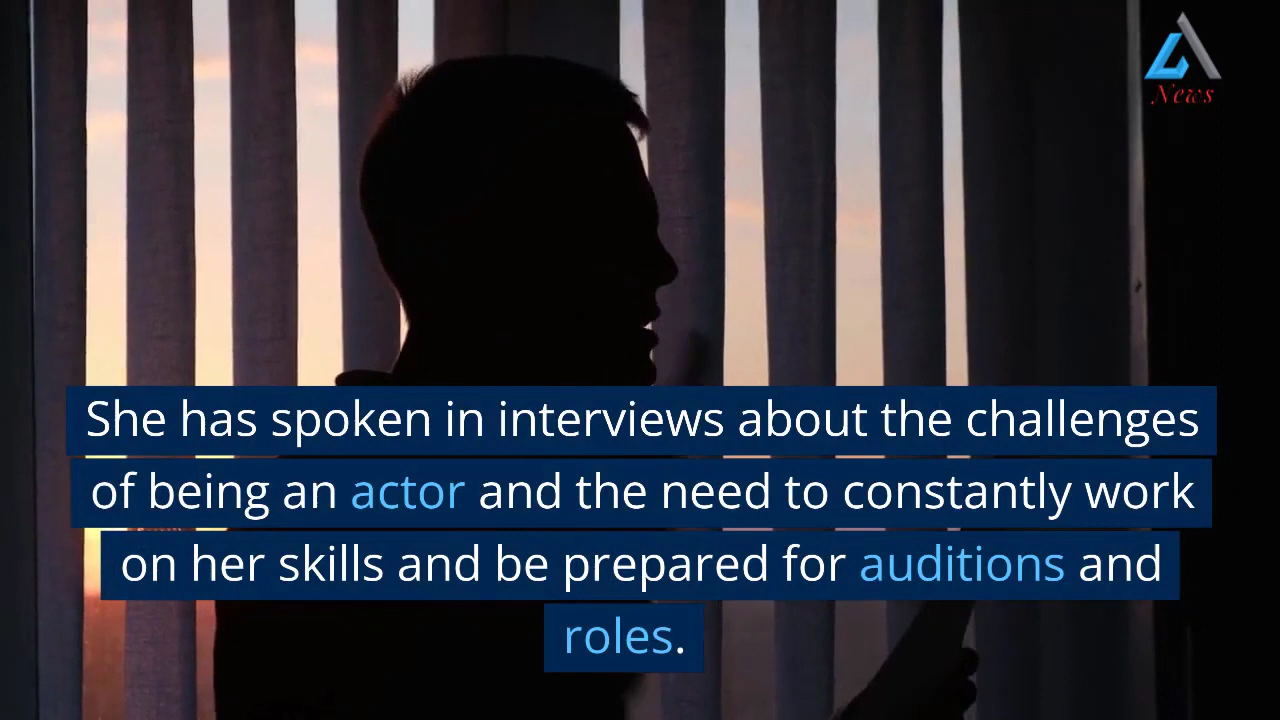 News
She has spoken in interviews about the challenges
of being an actor and the need to constantly work
on her skills and be prepared for auditions and
roles.